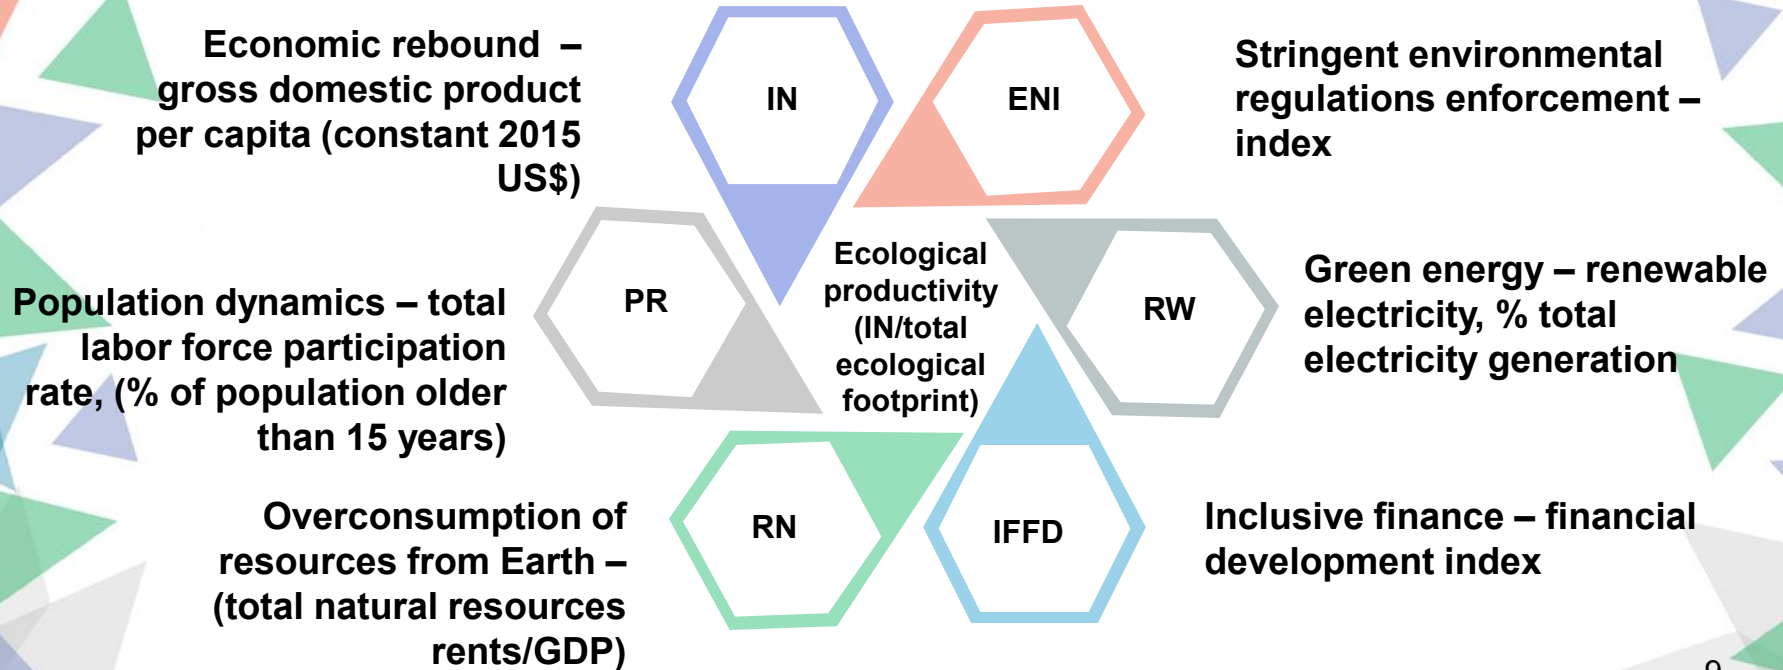 Economic rebound –
gross domestic product
per capita (constant 2015
US$)
IN
ENI
Stringent environmental
regulations enforcement –
index
Population dynamics – total
labor force participation
rate, (% of population older
than 15 years)
PR
Ecological
productivity
(IN/total
ecological
footprint)
RW
Green energy – renewable
electricity, % total
electricity generation
Overconsumption of
resources from Earth –
(total natural resources
rents/GDP)
RN
IFFD
Inclusive finance – financial
development index